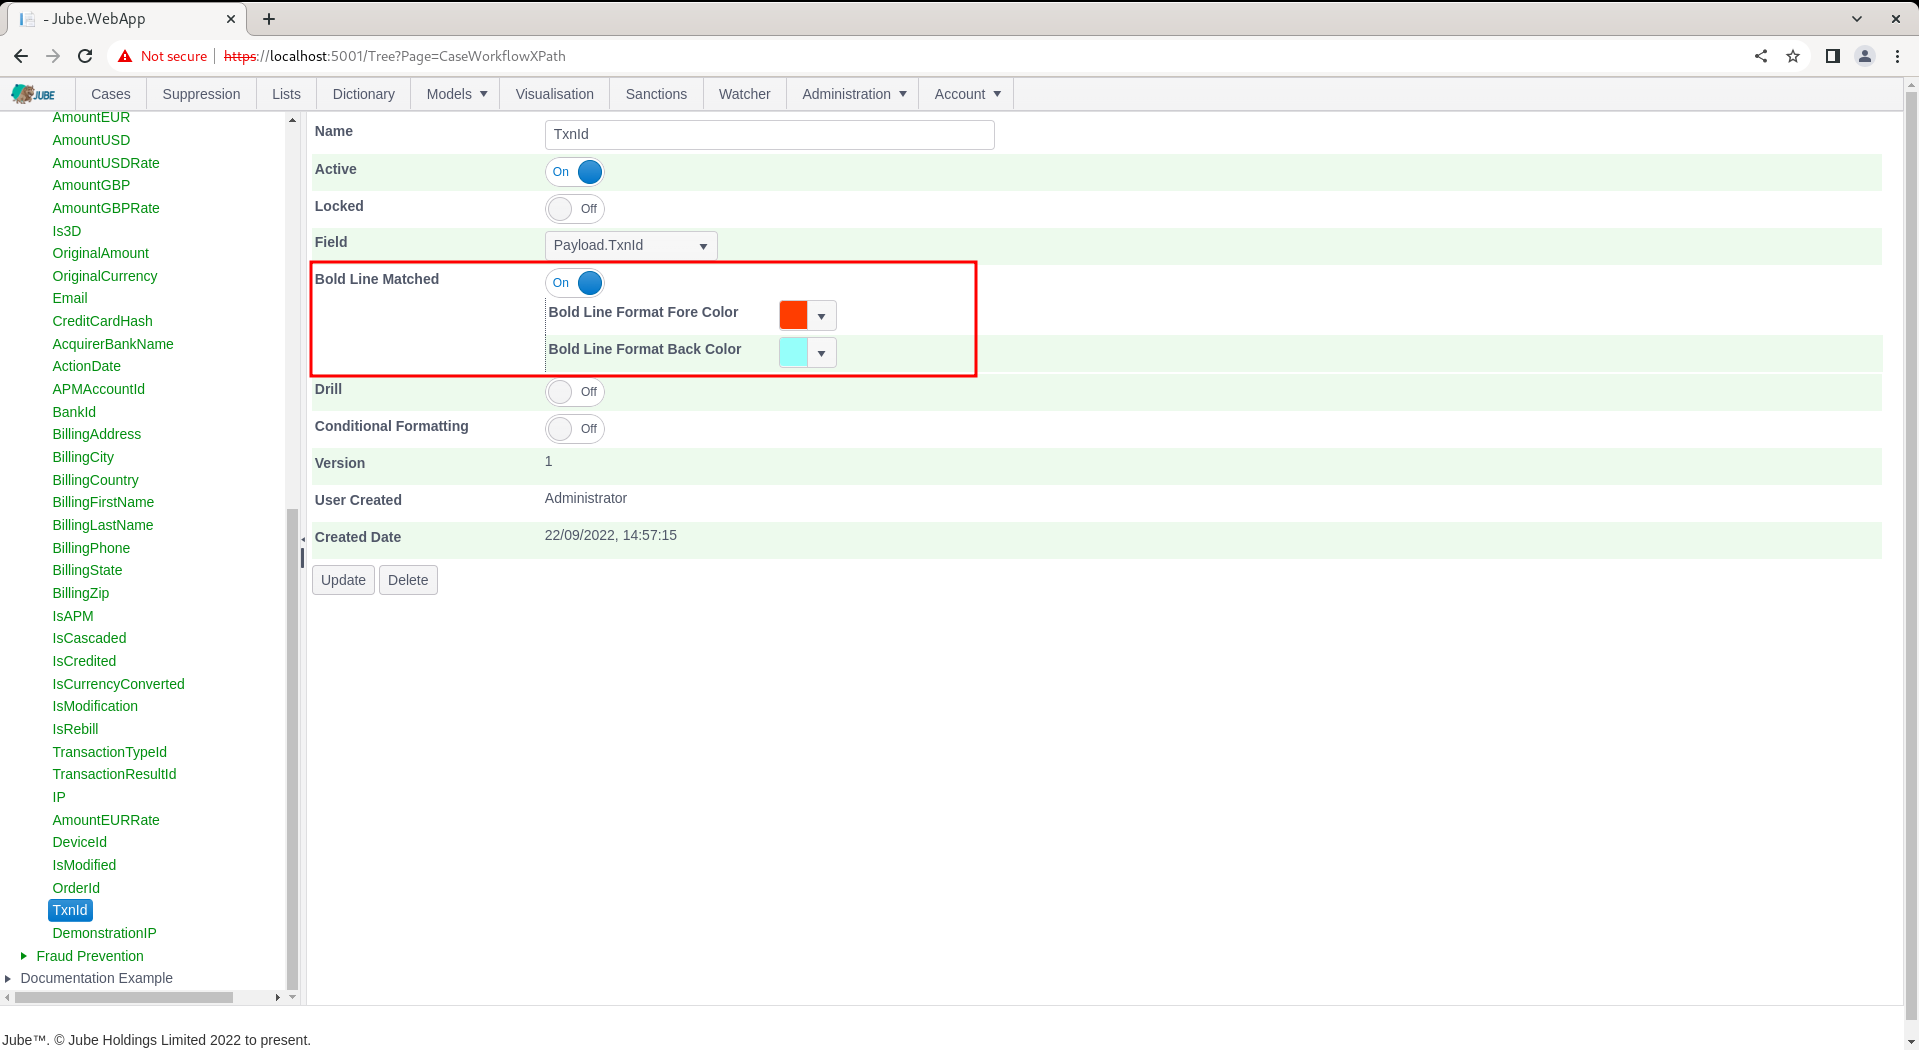 - Jube.WebApp
Not secure https://localhost:5001/Tree?Page=CaseWorkflowXPath
JUBE Cases Suppression Lists Dictionary Models Visualisation Sanctions Watcher Administration Account
AmountEUR
AmountUSD
AmountUSDRate
AmountGBP
AmountGBPRate
Is3D
OriginalAmount
OriginalCurrency
Email
CreditCardHash
AcquirerBankName
ActionDate
APMAccountId
BankId
BillingAddress
BillingCity
BillingCountry
BillingFirstName
BillingLastName
BillingPhone
BillingState
BillingZip
IsAPM
IsCascaded
IsCredited
IsCurrencyConverted
IsModification
IsRebill
TransactionTypeId
TransactionResultId
IP
AmountEURRate
DeviceId
IsModified
OrderId
TxnId
DemonstrationIP
Fraud Prevention
Documentation Example
Name TxnId
Active On
Locked Off
Field Payload.TxnId
Bold Line Matched On
Bold Line Format Fore Color
Bold Line Format Back Color
Drill Off
Conditional Formatting Off
Version 1
User Created Administrator
Created Date 22/09/2022, 14:57:15
Update Delete
Jube™. © Jube Holdings Limited 2022 to present.